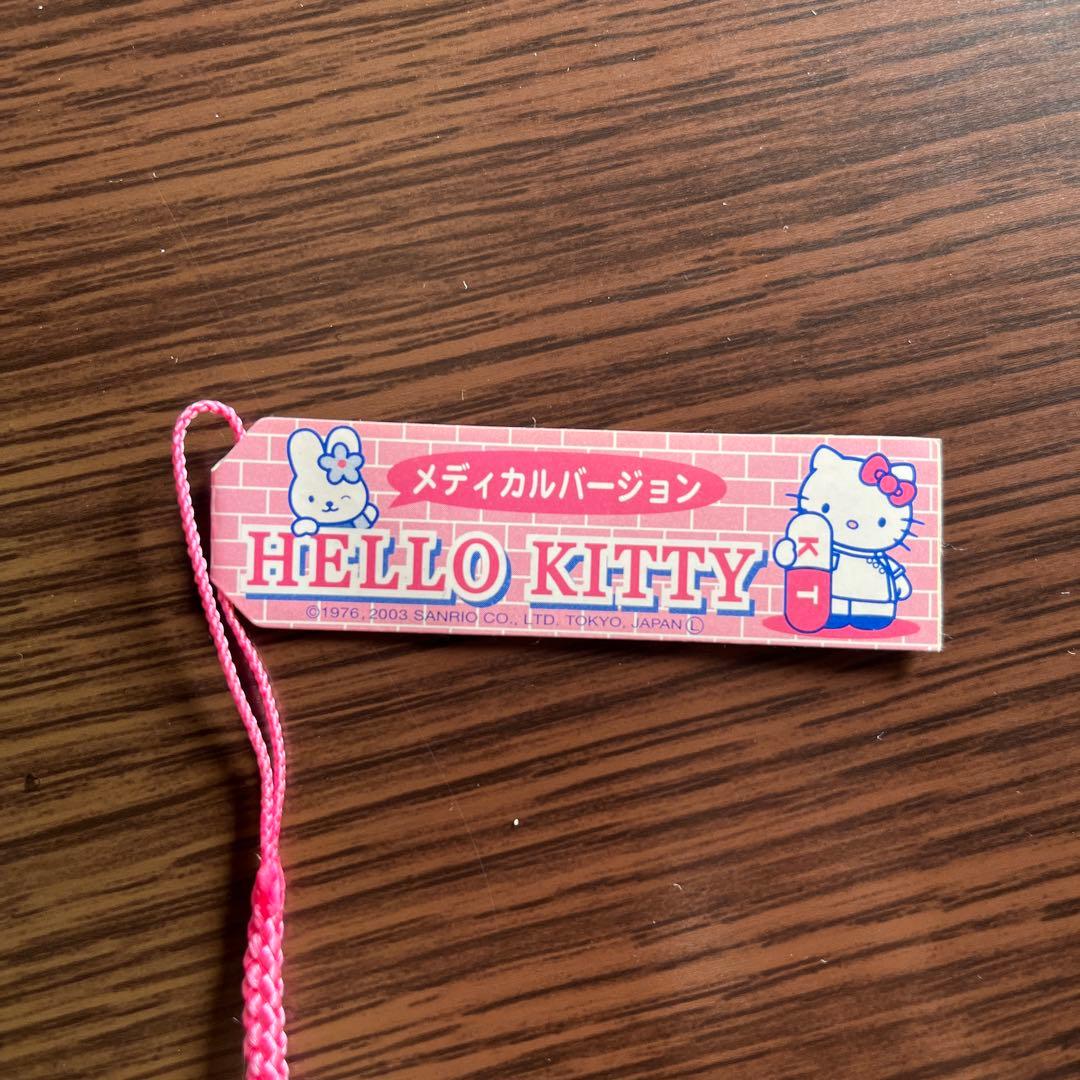 メディカルバージョン
HELLO KITTY
©1976, 2003 SANRIO CO., LTD. TOKYO, JAPAN Ⓛ
K
T